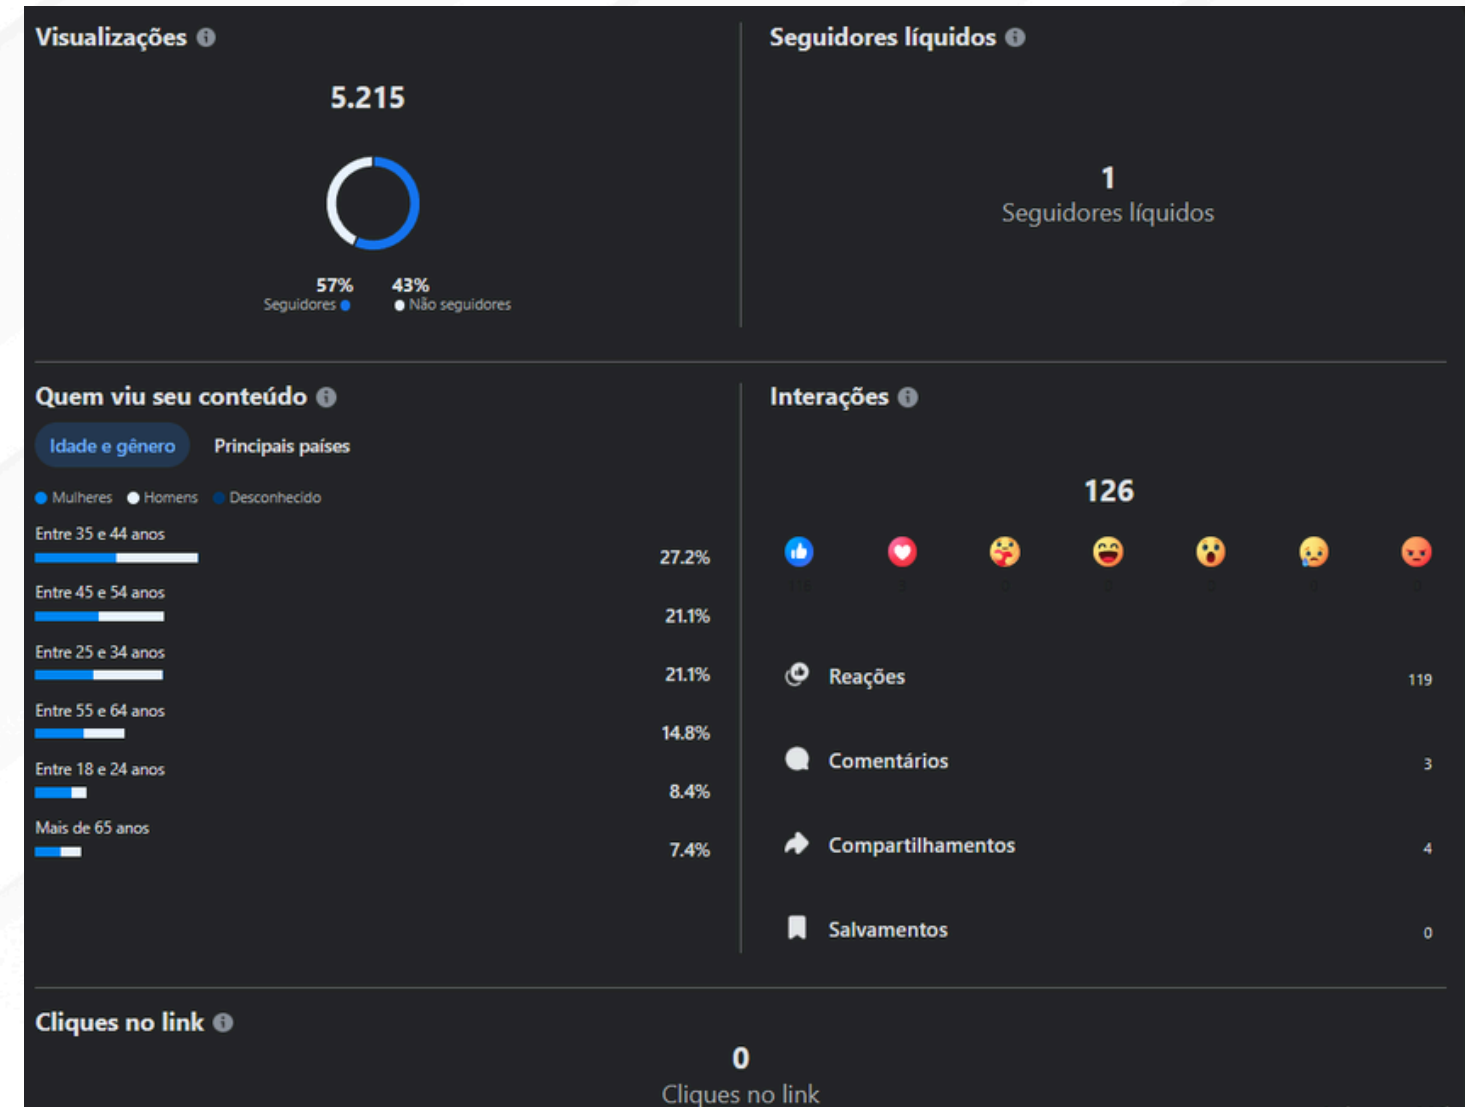 Visualizações
Seguidores líquidos
5.215
57% 43%
Seguidores Não seguidores
1
Seguidores líquidos
Quem viu seu conteúdo
Idade e gênero Principais países
Mulheres Homens Desconhecido
Entre 35 e 44 anos
27.2%
Entre 45 e 54 anos
21.1%
Entre 25 e 34 anos
21.1%
Entre 55 e 64 anos
14.8%
Entre 18 e 24 anos
8.4%
Mais de 65 anos
7.4%
Interações
126
Reações 119
Comentários 3
Compartilhamentos 4
Salvamentos 0
Cliques no link
0
Cliques no link